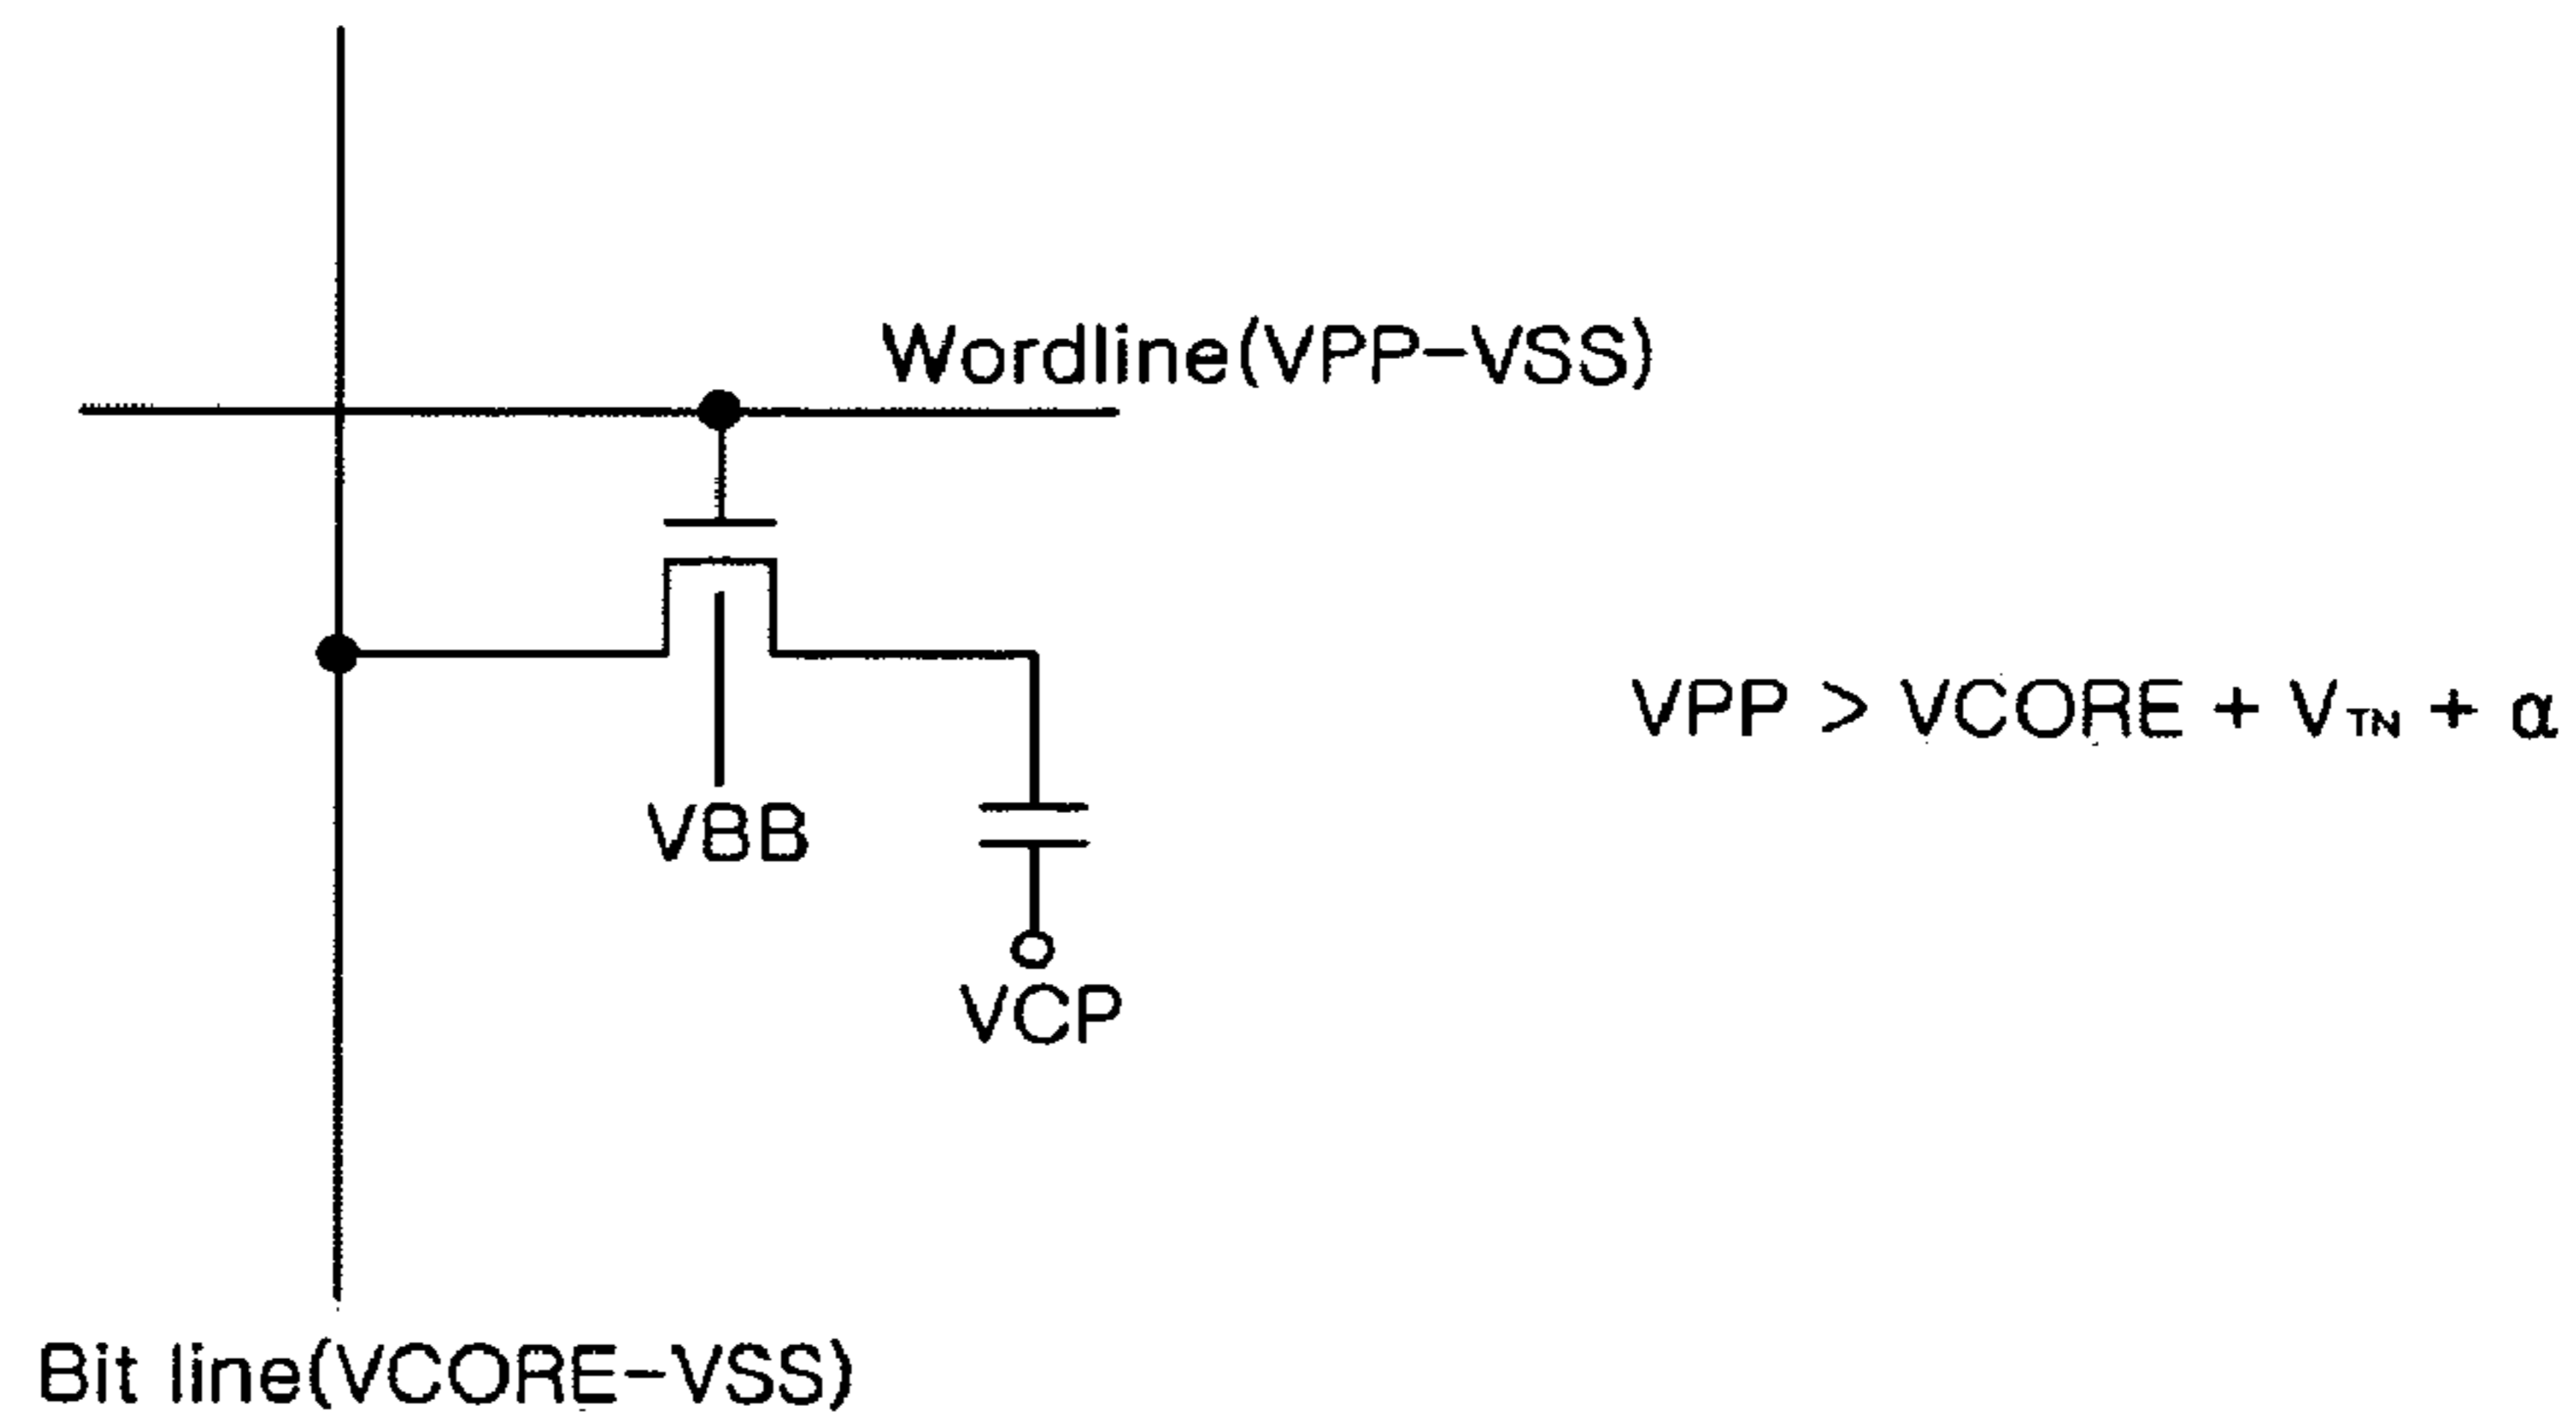 Wordline(VPP-VSS)
VPP > VCORE + VTN + α
VBB
VCP
Bit line(VCORE-VSS)